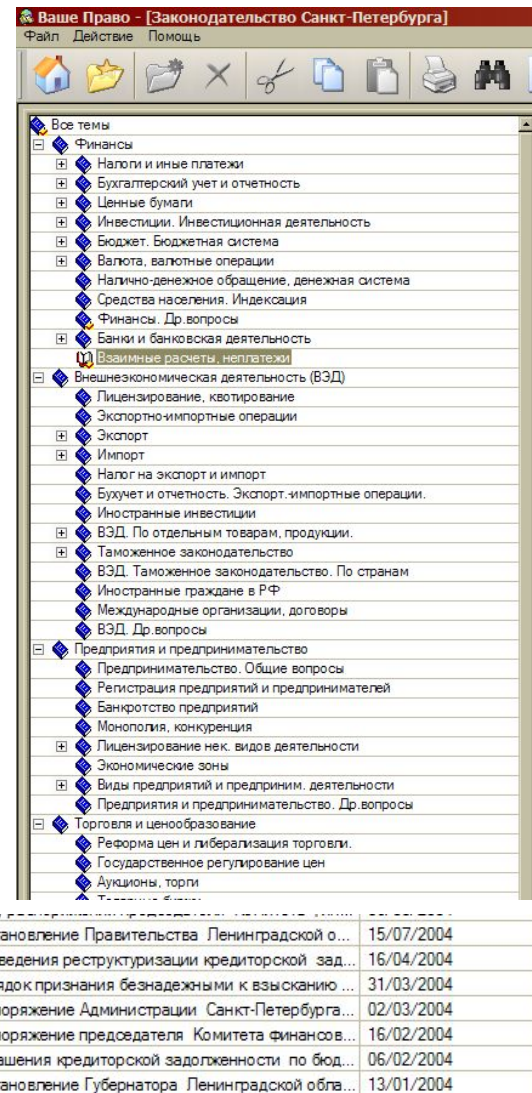 Ваше Право - [Законодательство Санкт-Петербурга]
Файл Действие Помощь
Все темы
Финансы
Налоги и иные платежи
Бухгалтерский учет и отчетность
Ценные бумаги
Инвестиции. Инвестиционная деятельность
Бюджет. Бюджетная система
Валюта, валютные операции
Налично-денежное обращение, денежная система
Средства населения. Индексация
Финансы. Др.вопросы
Банки и банковская деятельность
Взаимные расчеты, неплатежи
Внешнеэкономическая деятельность (ВЭД)
Лицензирование, квотирование
Экспортно-импортные операции
Экспорт
Импорт
Налог на экспорт и импорт
Бухучет и отчетность. Экспорт.-импортные операции.
Иностранные инвестиции
ВЭД. По отдельным товарам, продукции.
Таможенное законодательство
ВЭД. Таможенное законодательство. По странам
Иностранные граждане в РФ
Международные организации, договоры
ВЭД. Др.вопросы
Предприятия и предпринимательство
Предпринимательство. Общие вопросы
Регистрация предприятий и предпринимателей
Банкротство предприятий
Монополия, конкуренция
Лицензирование нек. видов деятельности
Экономические зоны
Виды предприятий и предприним. деятельности
Предприятия и предпринимательство. Др.вопросы
Торговля и ценообразование
Реформа цен и либерализация торговли.
Государственное регулирование цен
Аукционы, торги
тановление Правительства Ленинградской о... 15/07/2004
ведения реструктуризации кредиторской зад... 16/04/2004
ядок признания безнадежными к взысканию ... 31/03/2004
поряжение Администрации Санкт-Петербурга... 02/03/2004
поряжение председателя Комитета финансов... 16/02/2004
ашения кредиторской задолженности по бюд... 06/02/2004
тановление Губернатора Ленинградской обла... 13/01/2004